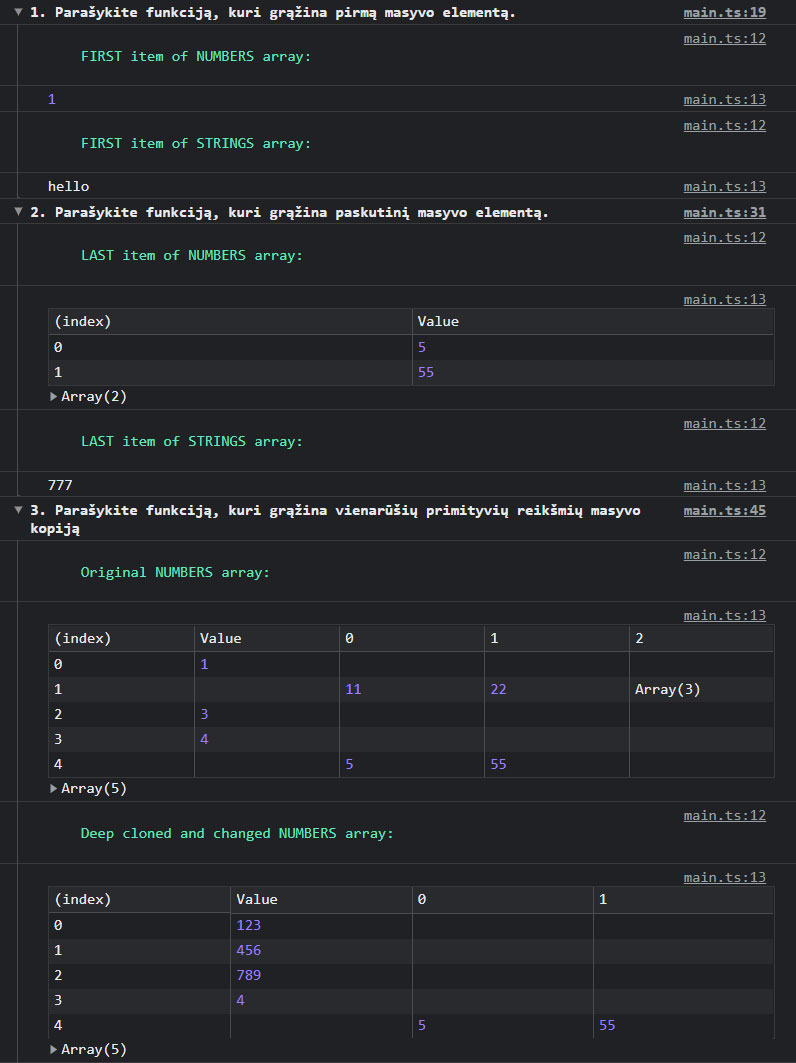 ▼ 1. Parašykite funkciją, kuri grąžina pirmą masyvo elementą. main.ts:19
main.ts:12
FIRST item of NUMBERS array:
1 main.ts:13
main.ts:12
FIRST item of STRINGS array:
hello main.ts:13
▼ 2. Parašykite funkciją, kuri grąžina paskutinį masyvo elementą. main.ts:31
main.ts:12
LAST item of NUMBERS array:
main.ts:13
(index) Value
0 5
1 55
▶ Array(2)
main.ts:12
LAST item of STRINGS array:
777 main.ts:13
▼ 3. Parašykite funkciją, kuri grąžina vienarūšių primityvių reikšmių masyvo main.ts:45
kopiją
main.ts:12
Original NUMBERS array:
main.ts:13
(index) Value 0 1 2
0 1
1 11 22 Array(3)
2 3
3 4
4 5 55
▶ Array(5)
main.ts:12
Deep cloned and changed NUMBERS array:
main.ts:13
(index) Value 0 1
0 123
1 456
2 789
3 4
4 5 55
▶ Array(5)